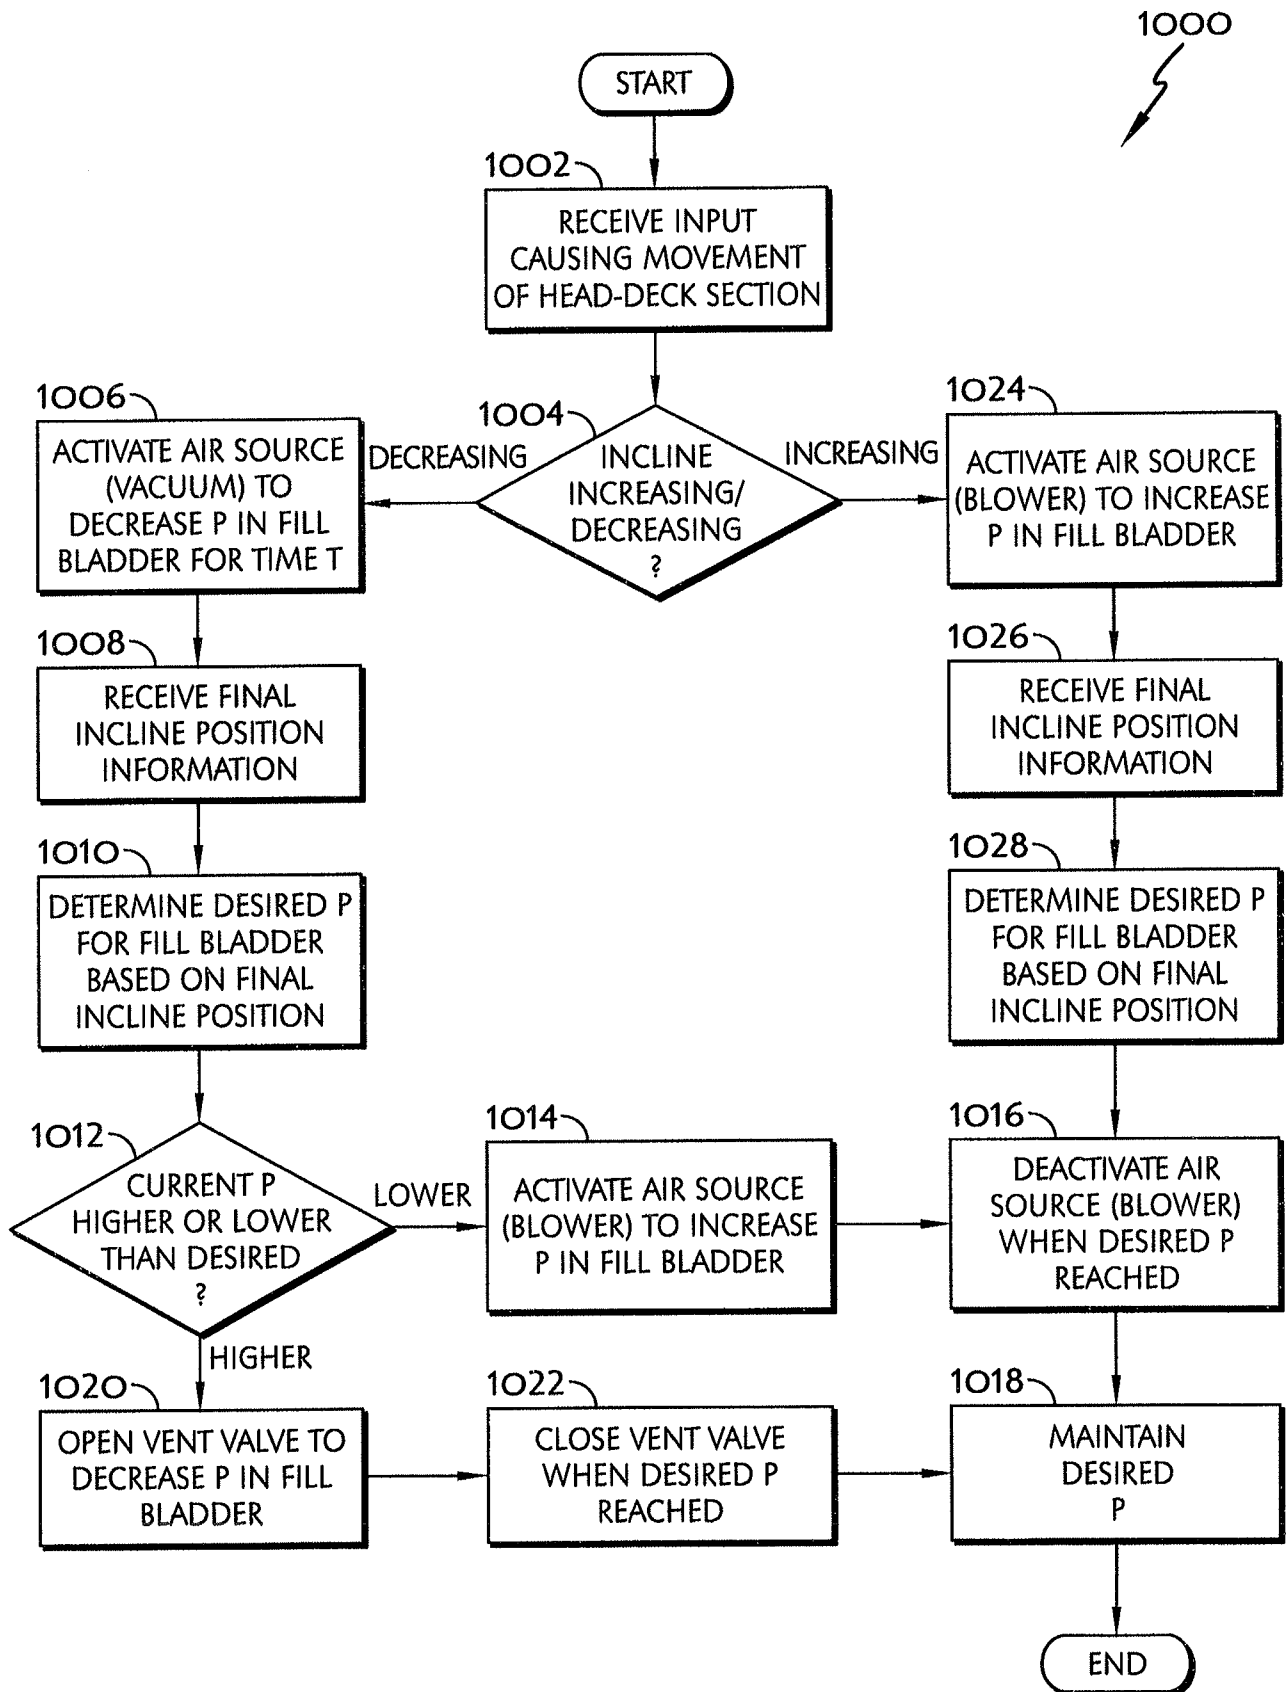 1000
START
1002
RECEIVE INPUT
CAUSING MOVEMENT
OF HEAD-DECK SECTION
1004
INCLINE
INCREASING/
DECREASING
?
DECREASING
INCREASING
1006
ACTIVATE AIR SOURCE
(VACUUM) TO
DECREASE P IN FILL
BLADDER FOR TIME T
1024
ACTIVATE AIR SOURCE
(BLOWER) TO INCREASE
P IN FILL BLADDER
1008
RECEIVE FINAL
INCLINE POSITION
INFORMATION
1026
RECEIVE FINAL
INCLINE POSITION
INFORMATION
1010
DETERMINE DESIRED P
FOR FILL BLADDER
BASED ON FINAL
INCLINE POSITION
1028
DETERMINE DESIRED P
FOR FILL BLADDER
BASED ON FINAL
INCLINE POSITION
1012
CURRENT P
HIGHER OR LOWER
THAN DESIRED
?
LOWER
HIGHER
1014
ACTIVATE AIR SOURCE
(BLOWER) TO INCREASE
P IN FILL BLADDER
1016
DEACTIVATE AIR
SOURCE (BLOWER)
WHEN DESIRED P
REACHED
1020
OPEN VENT VALVE TO
DECREASE P IN FILL
BLADDER
1022
CLOSE VENT VALVE
WHEN DESIRED P
REACHED
1018
MAINTAIN
DESIRED
P
END